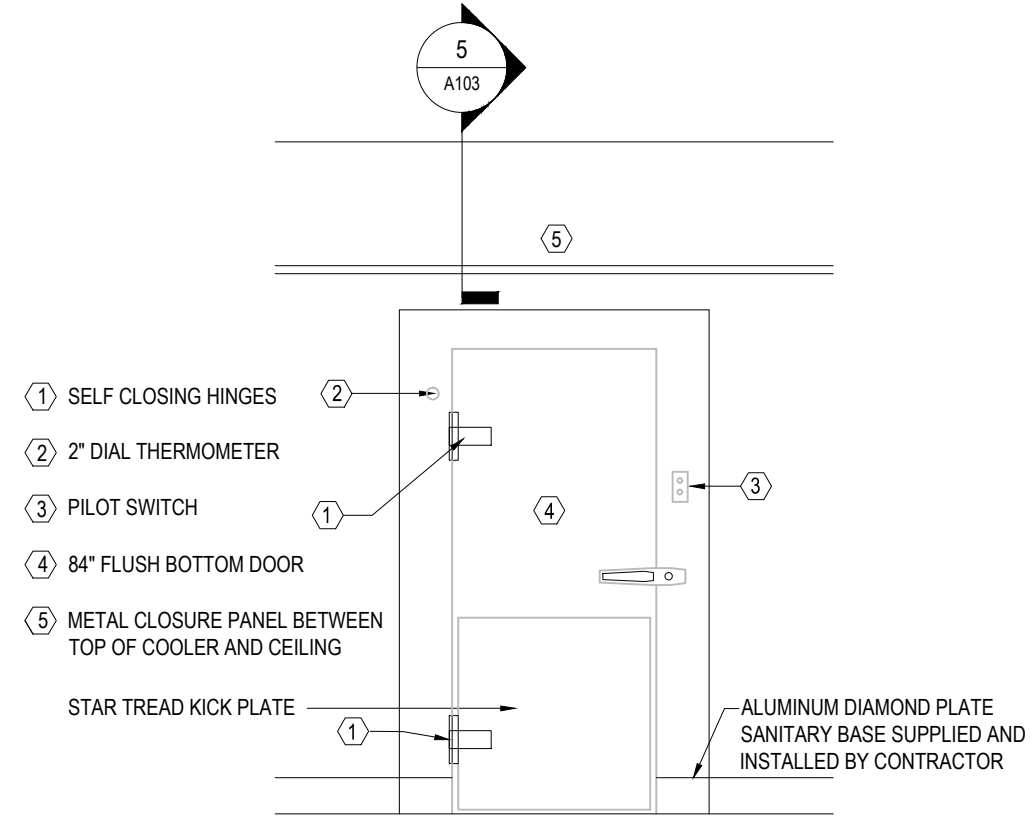 5
A103
5
1 SELF CLOSING HINGES
2
2 2" DIAL THERMOMETER
3 PILOT SWITCH
3
1
4
4 84" FLUSH BOTTOM DOOR
5 METAL CLOSURE PANEL BETWEEN
TOP OF COOLER AND CEILING
STAR TREAD KICK PLATE
1
ALUMINUM DIAMOND PLATE
SANITARY BASE SUPPLIED AND
INSTALLED BY CONTRACTOR